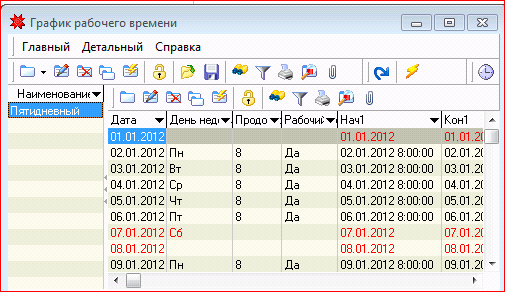 График рабочего времени
Главный Детальный Справка
Наименование
Пятидневный
Дата День неде Продо Рабочий Нач1 Кон1
01.01.2012 01.01.2012 01.01.20
02.01.2012 Пн 8 Да 02.01.2012 8:00:00 02.01.20
03.01.2012 Вт 8 Да 03.01.2012 8:00:00 03.01.20
04.01.2012 Ср 8 Да 04.01.2012 8:00:00 04.01.20
05.01.2012 Чт 8 Да 05.01.2012 8:00:00 05.01.20
06.01.2012 Пт 8 Да 06.01.2012 8:00:00 06.01.20
07.01.2012 Сб 07.01.2012 07.01.20
08.01.2012 08.01.2012 08.01.20
09.01.2012 Пн 8 Да 09.01.2012 8:00:00 09.01.20